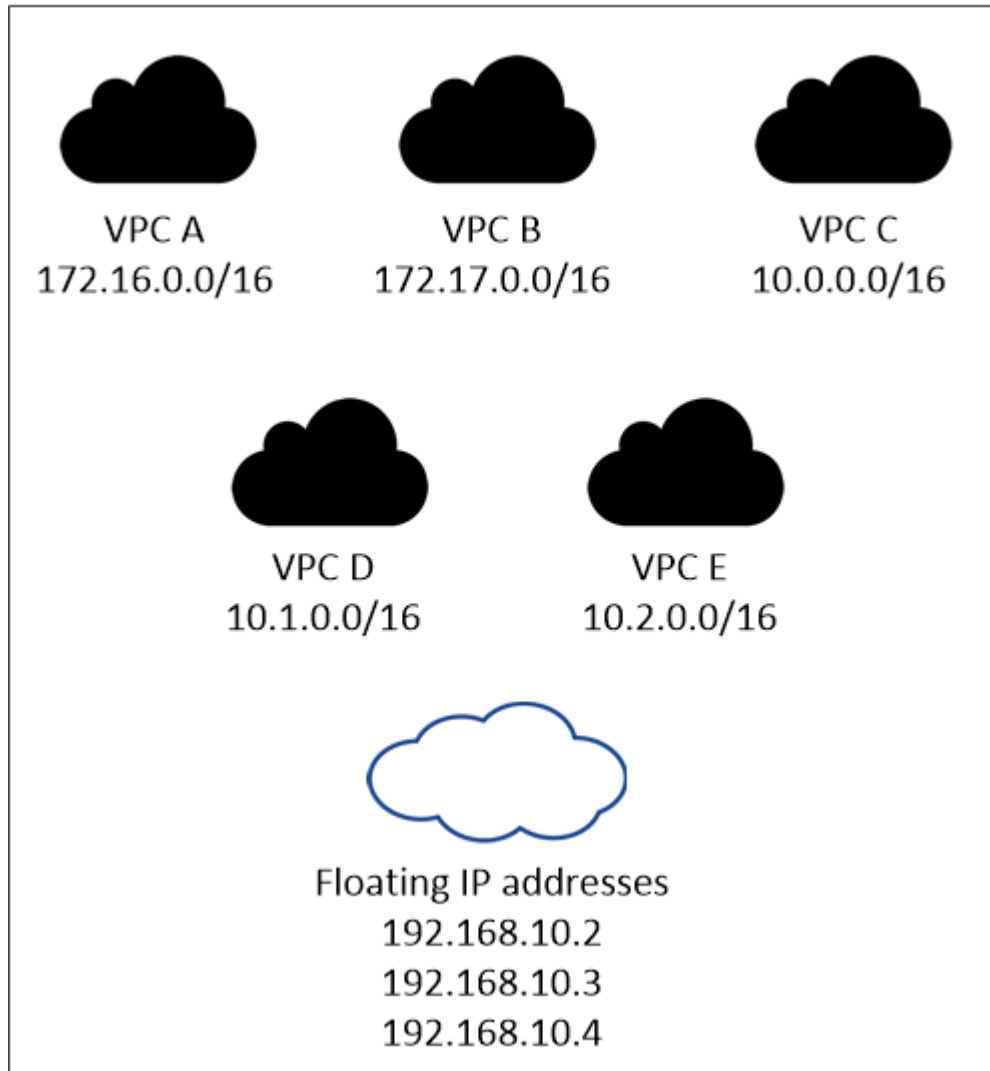 VPC A
172.16.0.0/16
VPC B
172.17.0.0/16
VPC C
10.0.0.0/16
VPC D
10.1.0.0/16
VPC E
10.2.0.0/16
Floating IP addresses
192.168.10.2
192.168.10.3
192.168.10.4